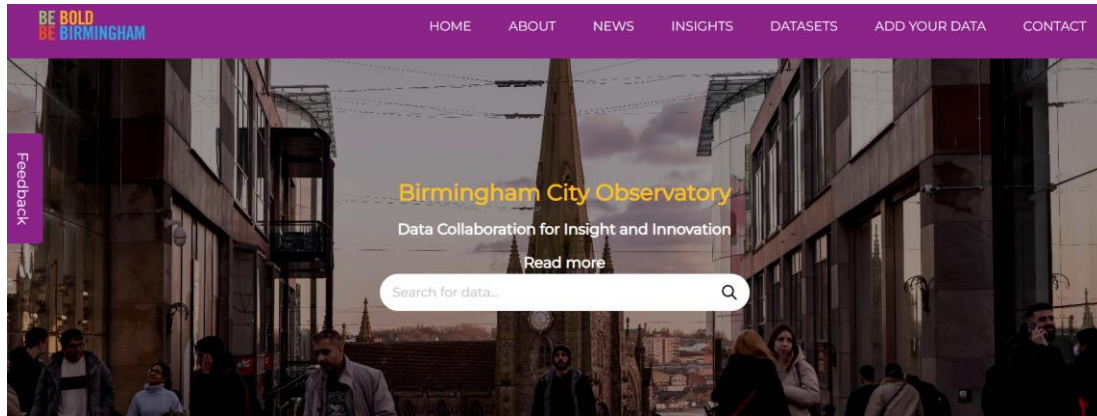 BE BOLD
BE BIRMINGHAM
HOME ABOUT NEWS INSIGHTS DATASETS ADD YOUR DATA CONTACT
Feedback
Birmingham City Observatory
Data Collaboration for Insight and Innovation
Read more
Search for data...